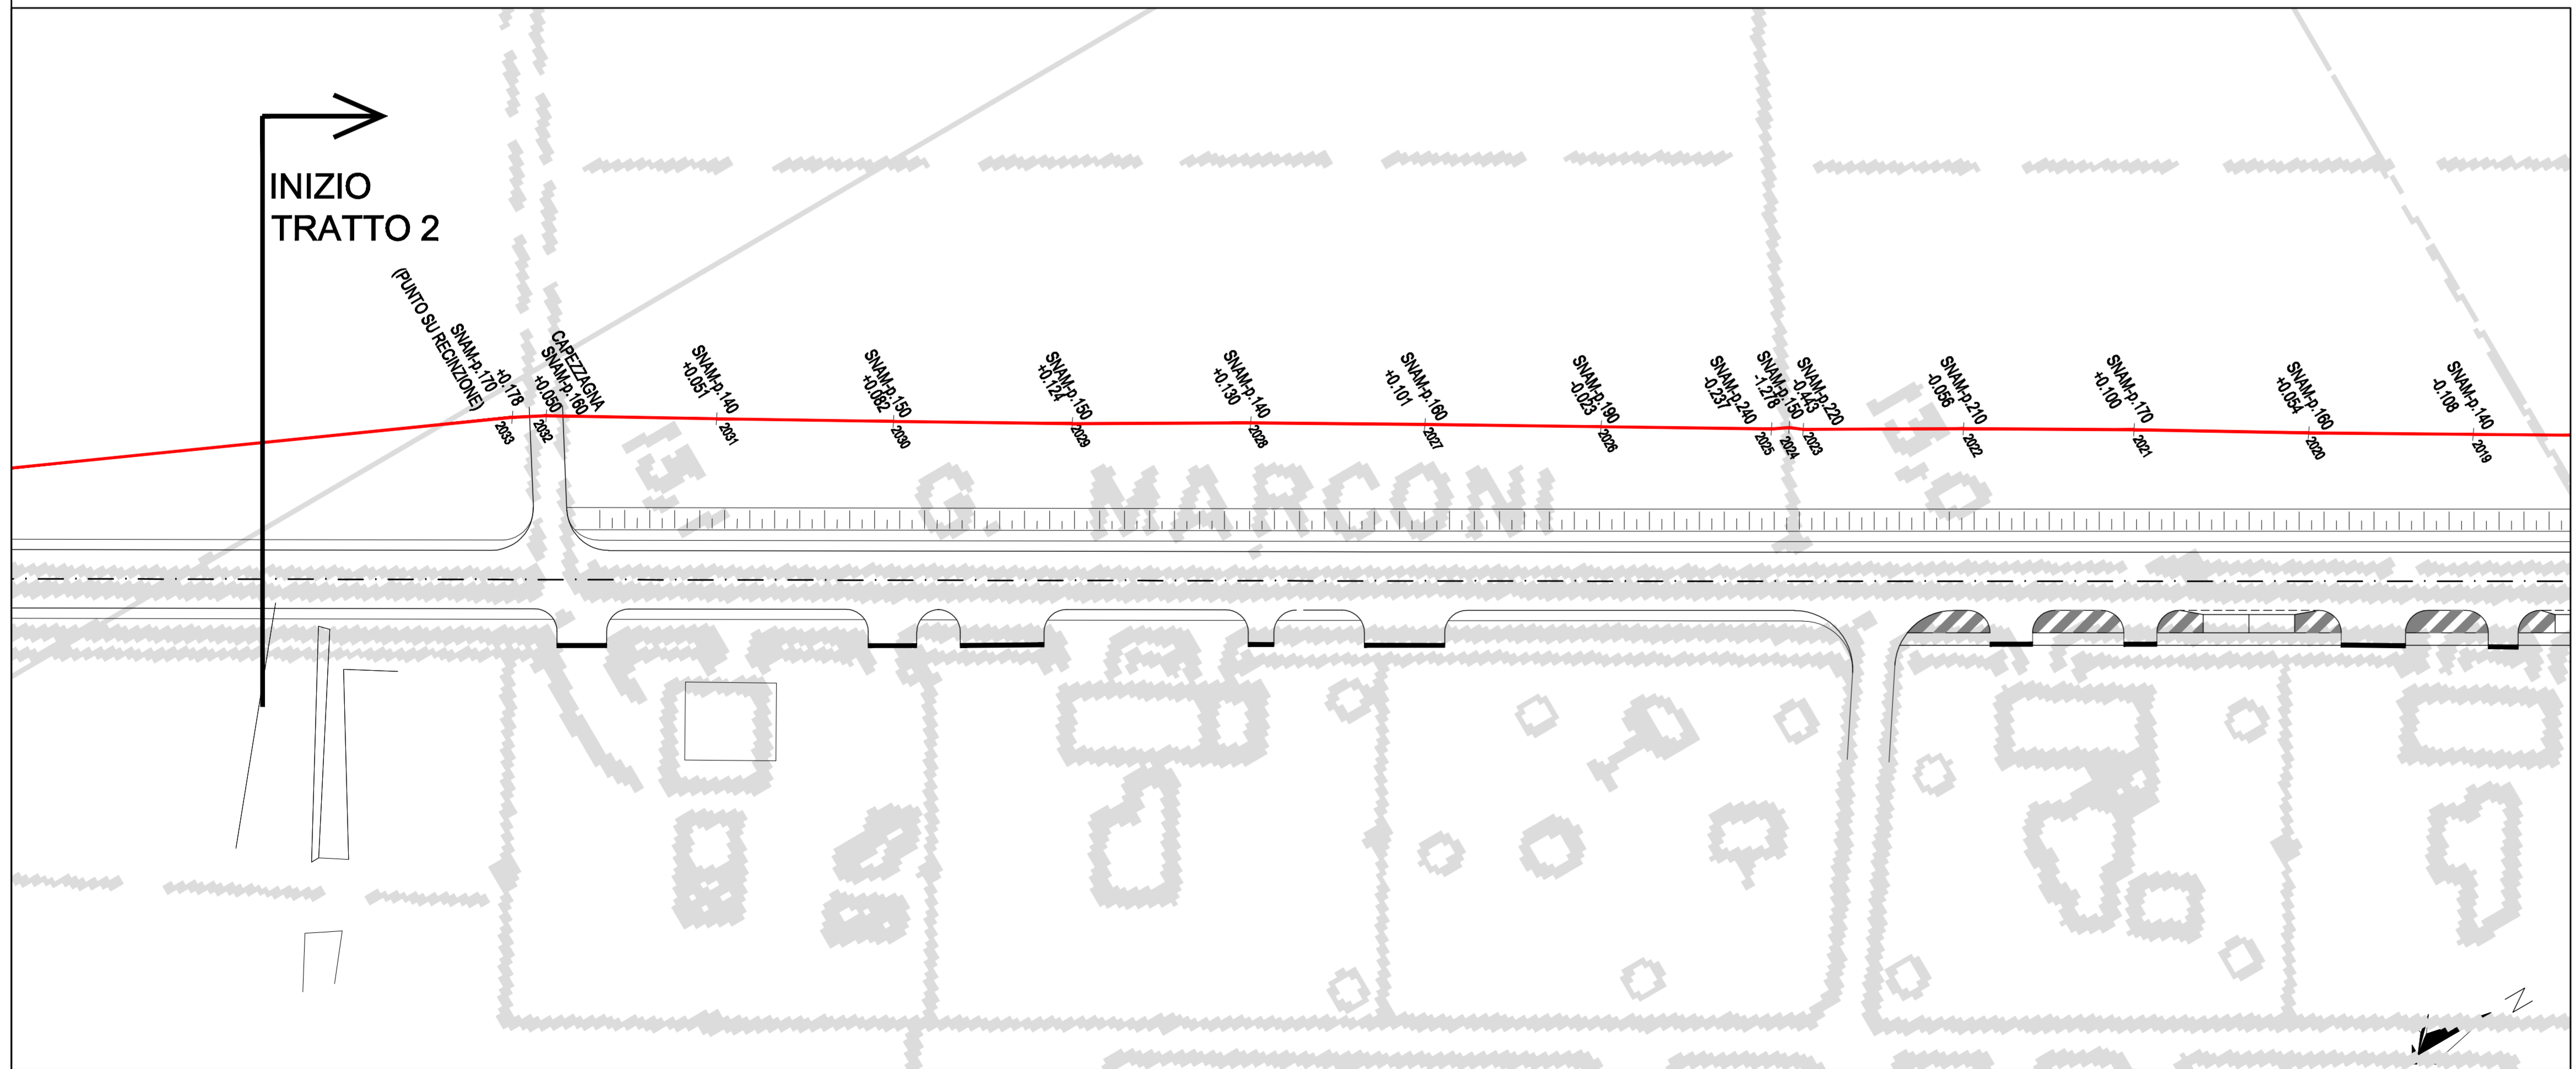 INIZIO
TRATTO 2
(PUNTO SU RECINZIONE)
SNAM-p.170
+0.178
2033
CAPEZZAGNA
SNAM-p.160
+0.050
2032
SNAM-p.140
+0.051
2031
SNAM-p.150
+0.082
2030
SNAM-p.150
+0.124
2029
SNAM-p.140
+0.130
2028
SNAM-p.160
+0.101
2027
SNAM-p.190
-0.023
2026
SNAM-p.240
-0.237
2025
SNAM-p.150
-1.278
2024
SNAM-p.220
-0.443
2023
SNAM-p.210
-0.056
2022
SNAM-p.170
+0.100
2021
SNAM-p.160
+0.054
2020
SNAM-p.140
-0.108
2019
G. MARCONI
N